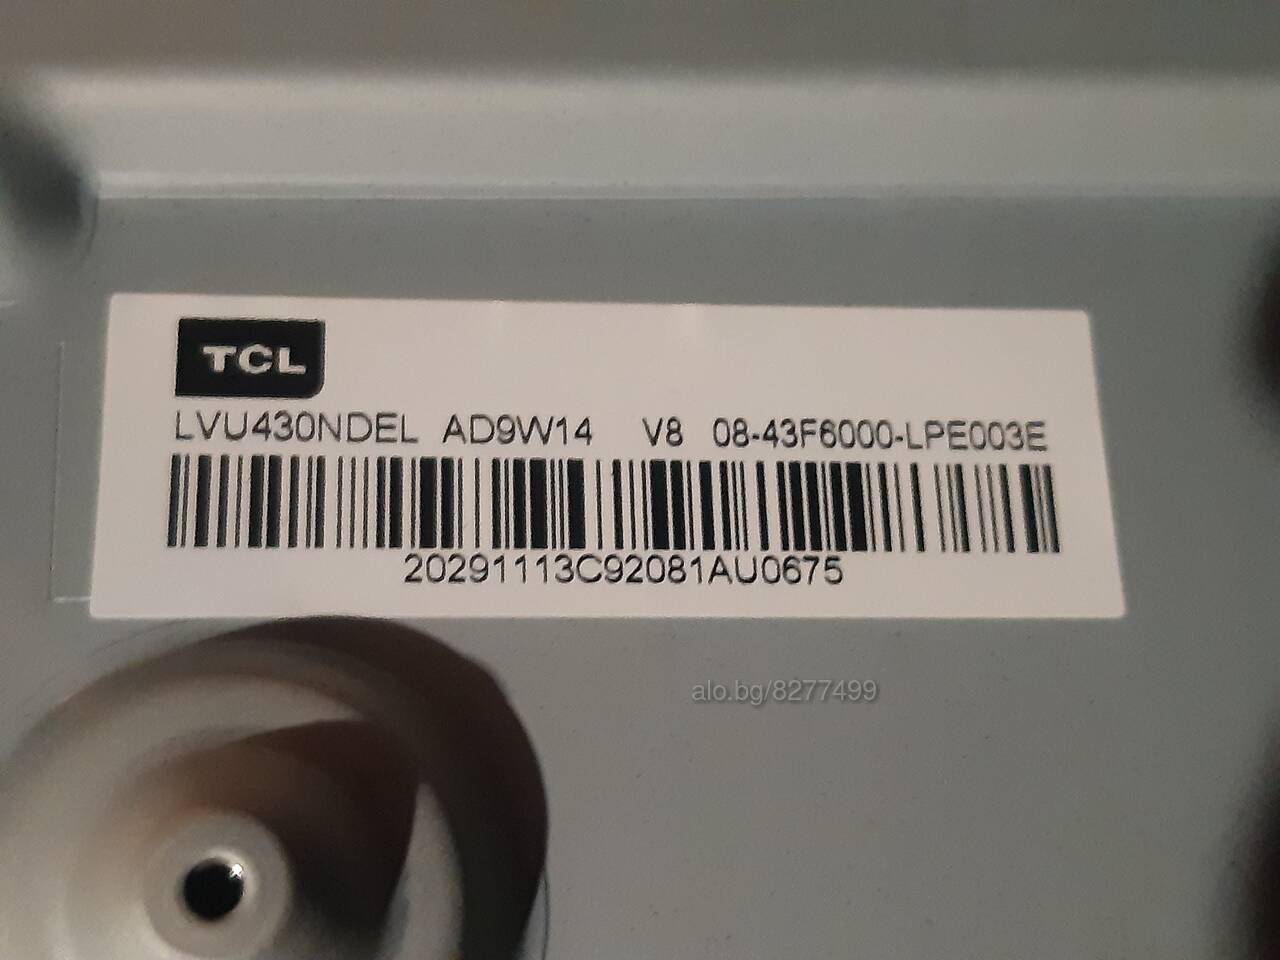 TCL
LVU430NDEL AD9W14 V8 08-43F6000-LPE003E
20291113C92081AU0675
alo.bg/8277499